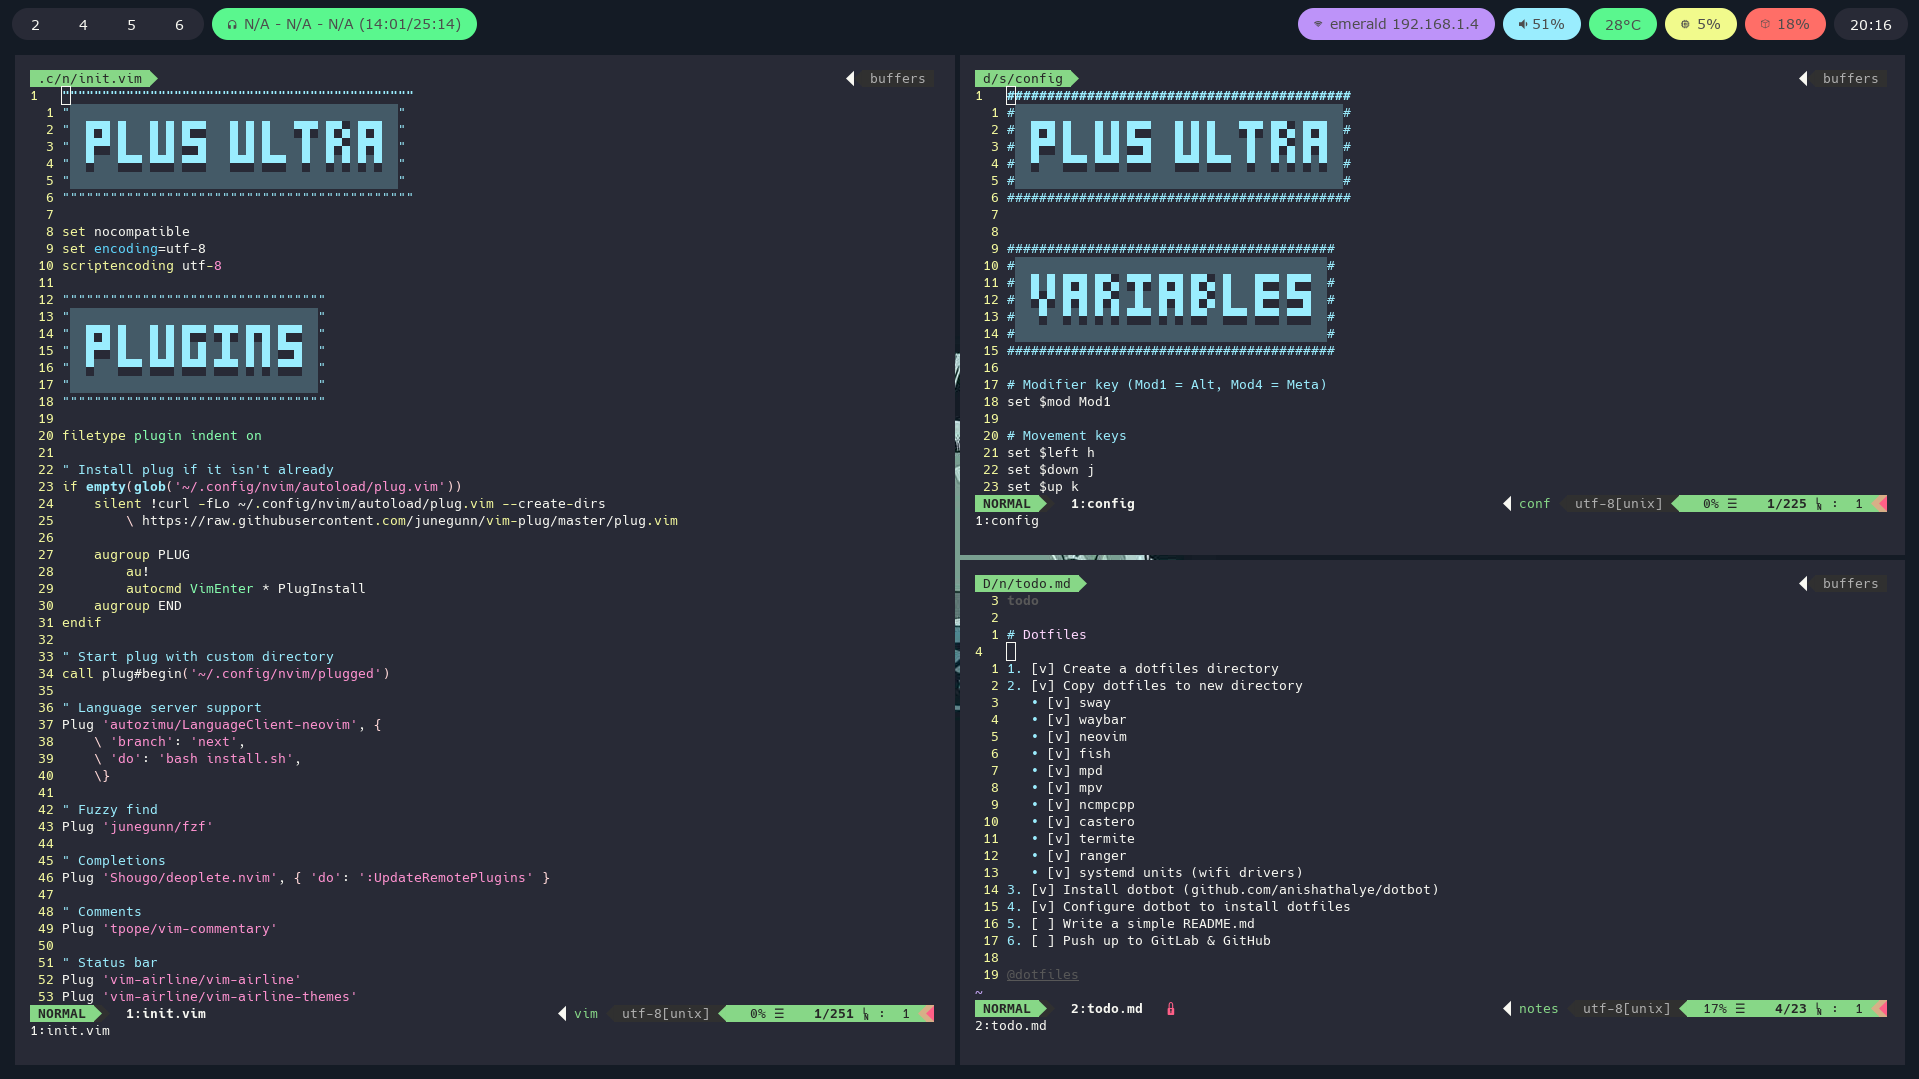 2 4 5 6 N/A - N/A - N/A (14:01/25:14) emerald 192.168.1.4 51% 28°C 5% 18% 20:16
.c/n/init.vim buffers
1 """"""""""""""""""""""""""""""""""""""""""""
1 " "
2 " PLUS ULTRA "
3 " "
4 " "
5 " "
6 """"""""""""""""""""""""""""""""""""""""""""
7
8 set nocompatible
9 set encoding=utf-8
10 scriptencoding utf-8
11
12 """""""""""""""""""""""""""""""""
13 " "
14 " PLUGINS "
15 " "
16 " "
17 " "
18 """""""""""""""""""""""""""""""""
19
20 filetype plugin indent on
21
22 " Install plug if it isn't already
23 if empty(glob('~/.config/nvim/autoload/plug.vim'))
24     silent !curl -fLo ~/.config/nvim/autoload/plug.vim --create-dirs
25         \ https://raw.githubusercontent.com/junegunn/vim-plug/master/plug.vim
26
27     augroup PLUG
28         au!
29         autocmd VimEnter * PlugInstall
30     augroup END
31 endif
32
33 " Start plug with custom directory
34 call plug#begin('~/.config/nvim/plugged')
35
36 " Language server support
37 Plug 'autozimu/LanguageClient-neovim', {
38     \ 'branch': 'next',
39     \ 'do': 'bash install.sh',
40     \}
41
42 " Fuzzy find
43 Plug 'junegunn/fzf'
44
45 " Completions
46 Plug 'Shougo/deoplete.nvim', { 'do': ':UpdateRemotePlugins' }
47
48 " Comments
49 Plug 'tpope/vim-commentary'
50
51 " Status bar
52 Plug 'vim-airline/vim-airline'
53 Plug 'vim-airline/vim-airline-themes'
NORMAL 1:init.vim vim utf-8[unix] 0% ☰ 1/251 ㏑ : 1
1:init.vim
d/s/config buffers
1 ###########################################
1 # #
2 # PLUS ULTRA #
3 # #
4 # #
5 # #
6 ###########################################
7
8
9 #########################################
10 # #
11 # VARIABLES #
12 # #
13 # #
14 # #
15 #########################################
16
17 # Modifier key (Mod1 = Alt, Mod4 = Meta)
18 set $mod Mod1
19
20 # Movement keys
21 set $left h
22 set $down j
23 set $up k
NORMAL 1:config conf utf-8[unix] 0% ☰ 1/225 ㏑ : 1
1:config
D/n/todo.md buffers
3 todo
2
1 # Dotfiles
4
1 1. [v] Create a dotfiles directory
2 2. [v] Copy dotfiles to new directory
3    • [v] sway
4    • [v] waybar
5    • [v] neovim
6    • [v] fish
7    • [v] mpd
8    • [v] mpv
9    • [v] ncmpcpp
10    • [v] castero
11    • [v] termite
12    • [v] ranger
13    • [v] systemd units (wifi drivers)
14 3. [v] Install dotbot (github.com/anishathalye/dotbot)
15 4. [v] Configure dotbot to install dotfiles
16 5. [ ] Write a simple README.md
17 6. [ ] Push up to GitLab & GitHub
18
19 @dotfiles
~
NORMAL 2:todo.md notes utf-8[unix] 17% ☰ 4/23 ㏑ : 1
2:todo.md